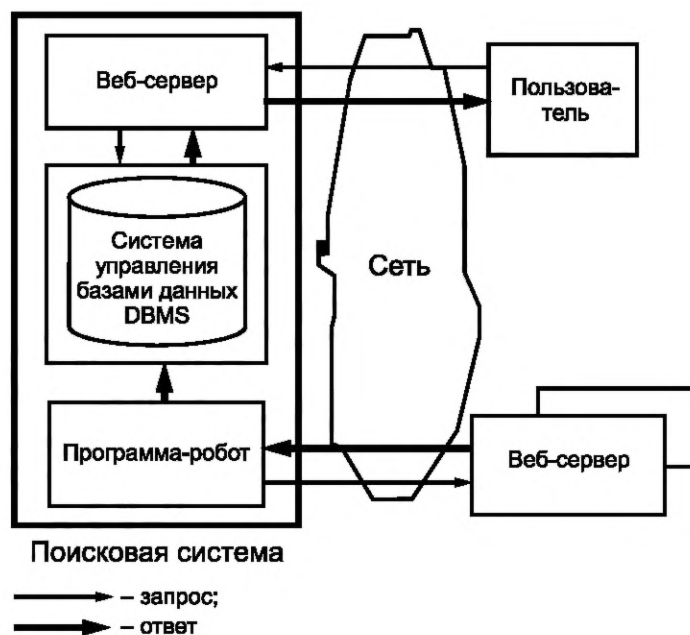 Веб-сервер
Пользова-
тель
Система
управления
базами данных
DBMS
Сеть
Программа-робот
Веб-сервер
Поисковая система
– запрос;
– ответ